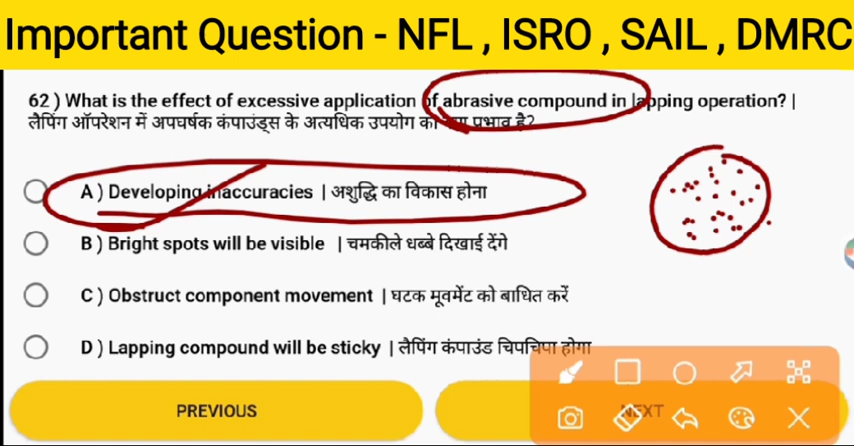 Important Question - NFL , ISRO , SAIL , DMRC
62 ) What is the effect of excessive application of abrasive compound in lapping operation? |
लैपिंग ऑपरेशन में अपघर्षक कंपाउंड्स के अत्यधिक उपयोग का क्या प्रभाव है?
A ) Developing inaccuracies | अशुद्धि का विकास होना
B ) Bright spots will be visible | चमकीले धब्बे दिखाई देंगे
C ) Obstruct component movement | घटक मूवमेंट को बाधित करें
D ) Lapping compound will be sticky | लैपिंग कंपाउंड चिपचिपा होगा
PREVIOUS
NEXT